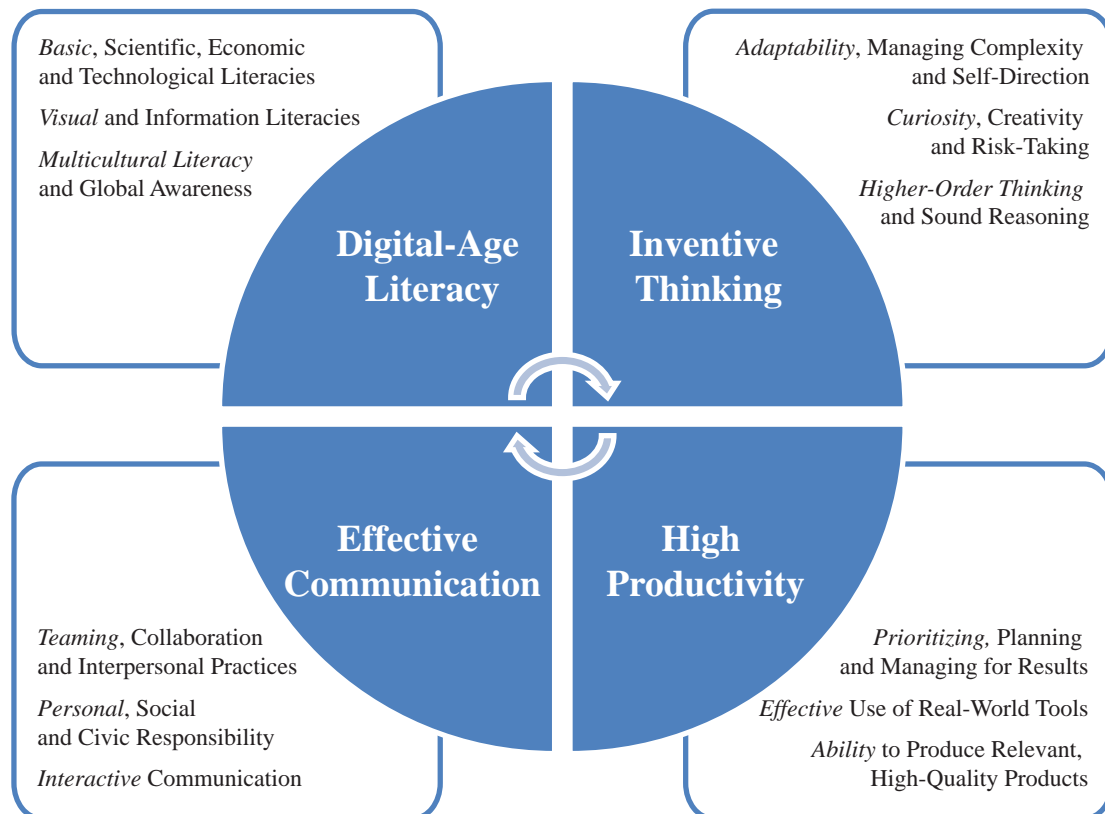 Basic, Scientific, Economic
and Technological Literacies
Visual and Information Literacies
Multicultural Literacy
and Global Awareness
Adaptability, Managing Complexity
and Self-Direction
Curiosity, Creativity
and Risk-Taking
Higher-Order Thinking
and Sound Reasoning
Digital-Age
Literacy
Inventive
Thinking
Effective
Communication
High
Productivity
Teaming, Collaboration
and Interpersonal Practices
Personal, Social
and Civic Responsibility
Interactive Communication
Prioritizing, Planning
and Managing for Results
Effective Use of Real-World Tools
Ability to Produce Relevant,
High-Quality Products